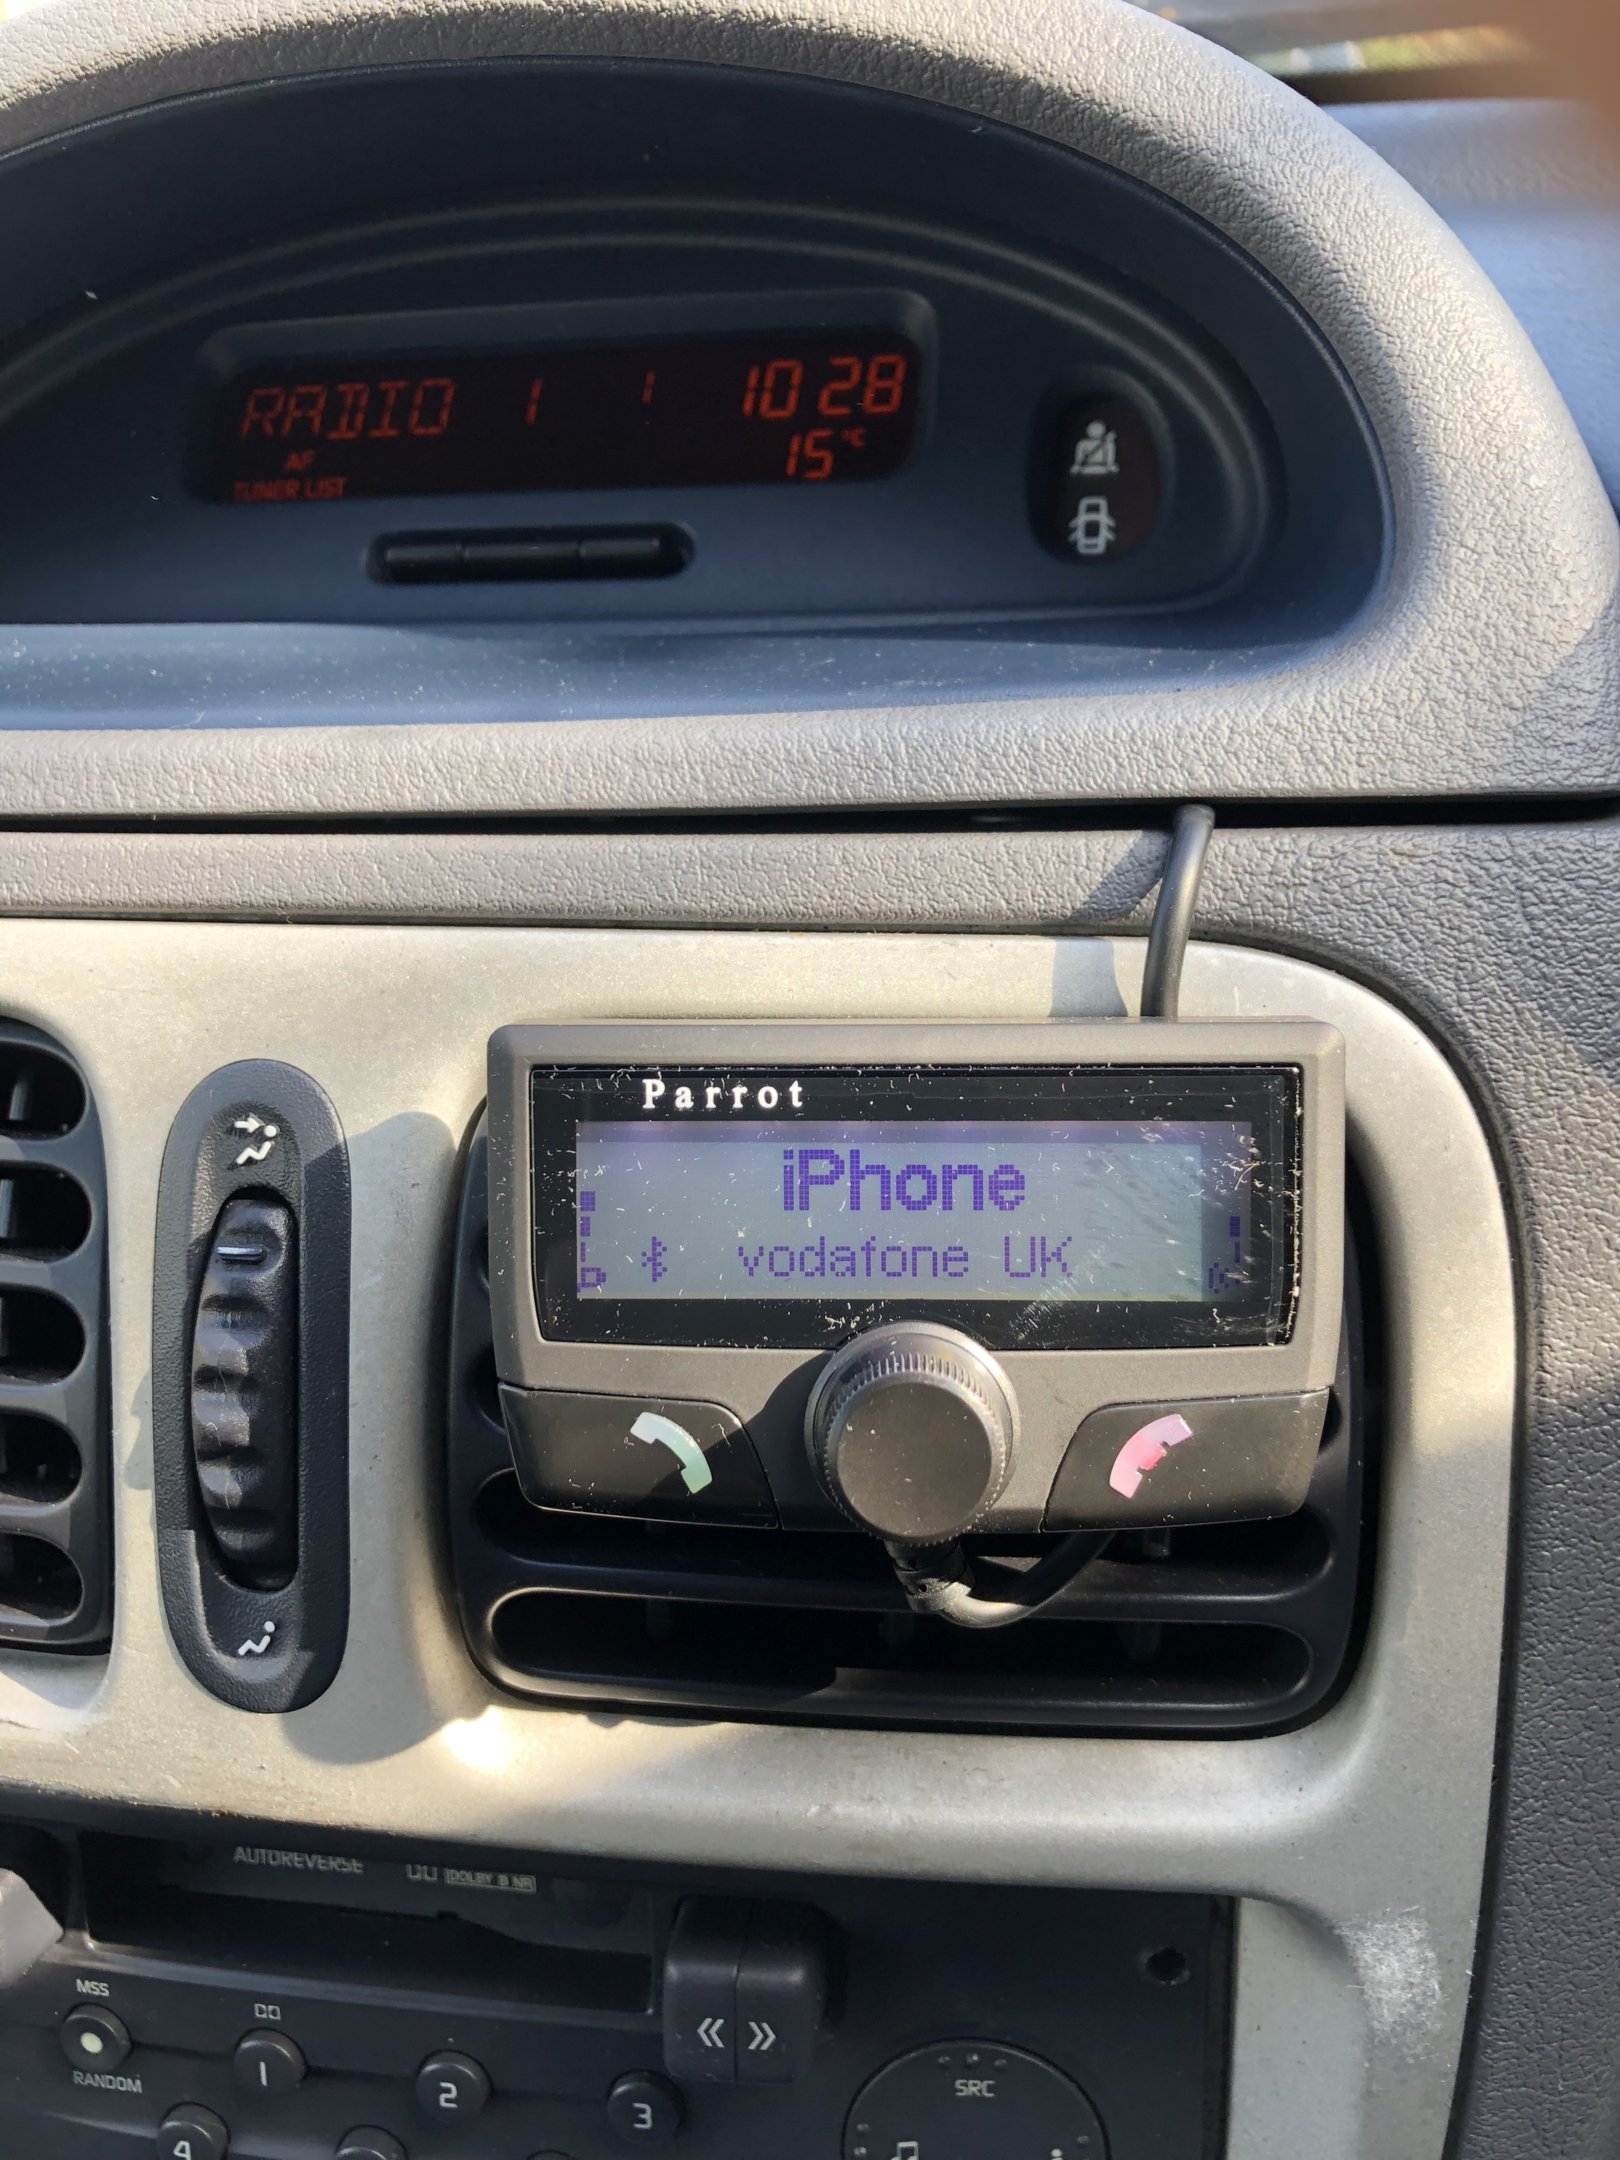 RADIO 1 1 10 28
AF 15 °C
TUNER LIST
Parrot
iPhone
vodafone UK
AUTOREVERSE DOLBY B NR
MSS
RANDOM
1
2
3
SRC
4